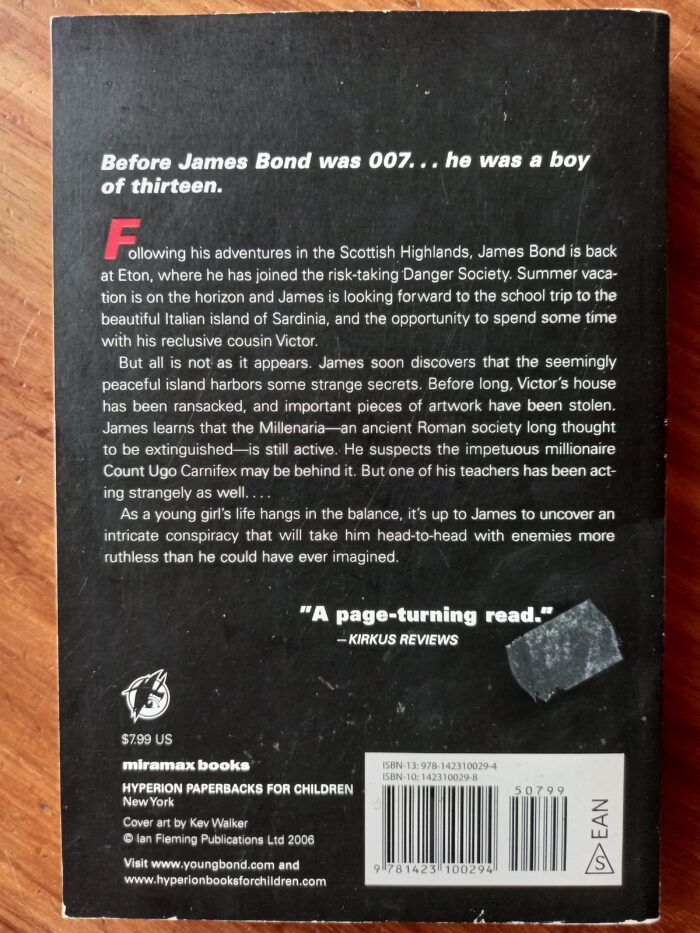 Before James Bond was 007... he was a boy
of thirteen.
Following his adventures in the Scottish Highlands, James Bond is back
at Eton, where he has joined the risk-taking Danger Society. Summer vaca-
tion is on the horizon and James is looking forward to the school trip to the
beautiful Italian island of Sardinia, and the opportunity to spend some time
with his reclusive cousin Victor.
But all is not as it appears. James soon discovers that the seemingly
peaceful island harbors some strange secrets. Before long, Victor's house
has been ransacked, and important pieces of artwork have been stolen.
James learns that the Millenaria—an ancient Roman society long thought
to be extinguished—is still active. He suspects the impetuous millionaire
Count Ugo Carnifex may be behind it. But one of his teachers has been act-
ing strangely as well....
As a young girl's life hangs in the balance, it's up to James to uncover an
intricate conspiracy that will take him head-to-head with enemies more
ruthless than he could have ever imagined.
"A page-turning read."
—KIRKUS REVIEWS
$7.99 US
miramax books
HYPERION PAPERBACKS FOR CHILDREN
New York
Cover art by Kev Walker
© Ian Fleming Publications Ltd 2006
Visit www.youngbond.com and
www.hyperionbooksforchildren.com
ISBN-13: 978-142310029-4
ISBN-10: 142310029-8
50799
9 781423 100294
S EAN